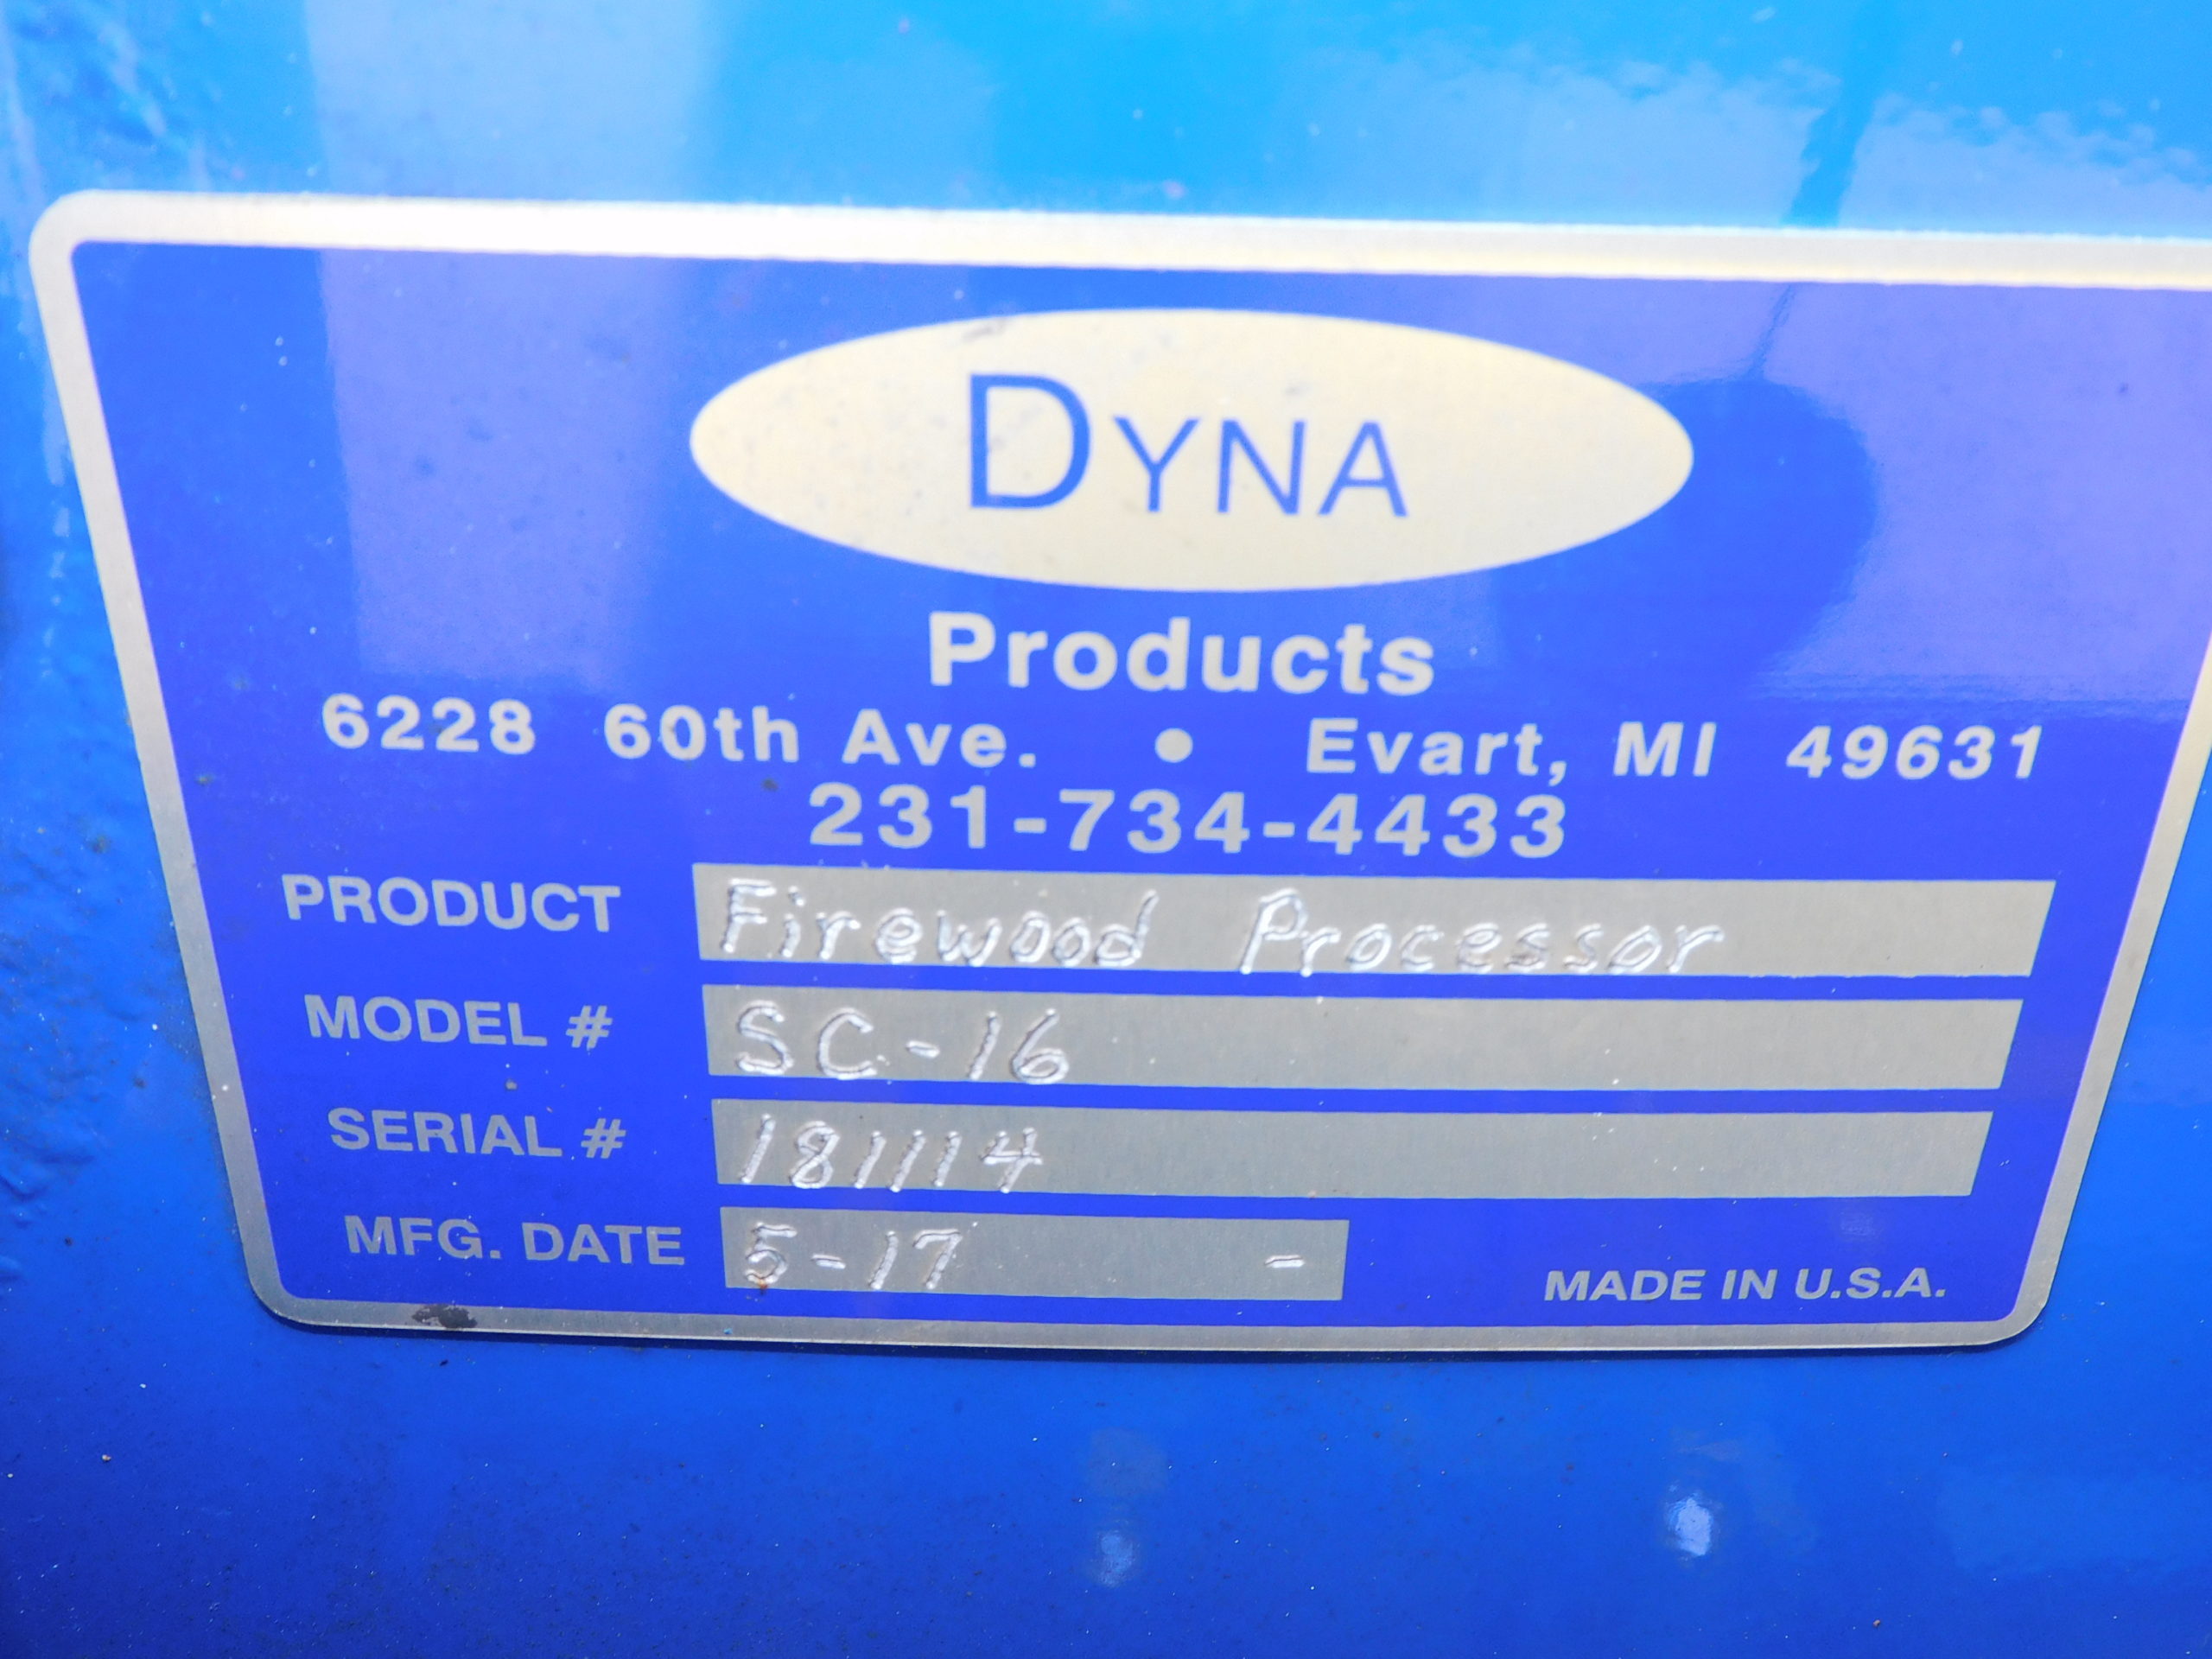 DYNA
Products
6228 60th Ave. • Evart, MI 49631
231-734-4433
PRODUCT Firewood Processor
MODEL # SC-16
SERIAL # 181114
MFG. DATE 5-17 -
MADE IN U.S.A.